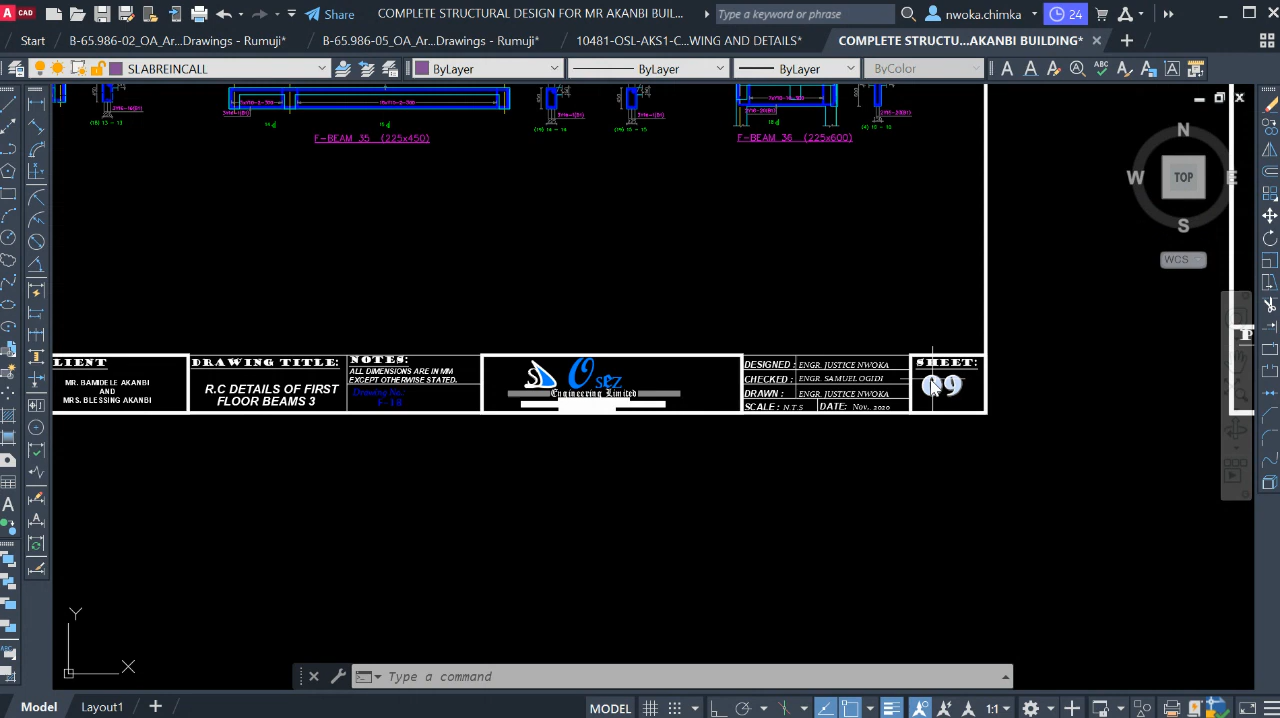 Share
COMPLETE STRUCTURAL DESIGN FOR MR AKANBI BUIL...
Type a keyword or phrase
nwoka.chimka
24
Start
B-65.986-02_OA_Ar...Drawings - Rumuji*
B-65.986-05_OA_Ar...Drawings - Rumuji*
10481-OSL-AKS1-C...WING AND DETAILS*
COMPLETE STRUCTU...AKANBI BUILDING*
SLABREINCALL
ByLayer
ByLayer
ByLayer
ByColor
F-BEAM 35 (225x450)
F-BEAM 36 (225x600)
N
W
TOP
E
S
WCS
LIENT
MR. BAMIDELE AKANBI
AND
MRS. BLESSING AKANBI
DRAWING TITLE:
R.C DETAILS OF FIRST
FLOOR BEAMS 3
NOTES:
ALL DIMENSIONS ARE IN MM
EXCEPT OTHERWISE STATED.
Drawing No:
F-18
Osez
Engineering Limited
DESIGNED: ENGR. JUSTICE NWOKA
CHECKED: ENGR. SAMUEL OGIDI
DRAWN: ENGR. JUSTICE NWOKA
SCALE: N.T.S DATE: Nov. 2020
SHEET:
09
Y
X
Type a command
Model
Layout1
MODEL
1:1